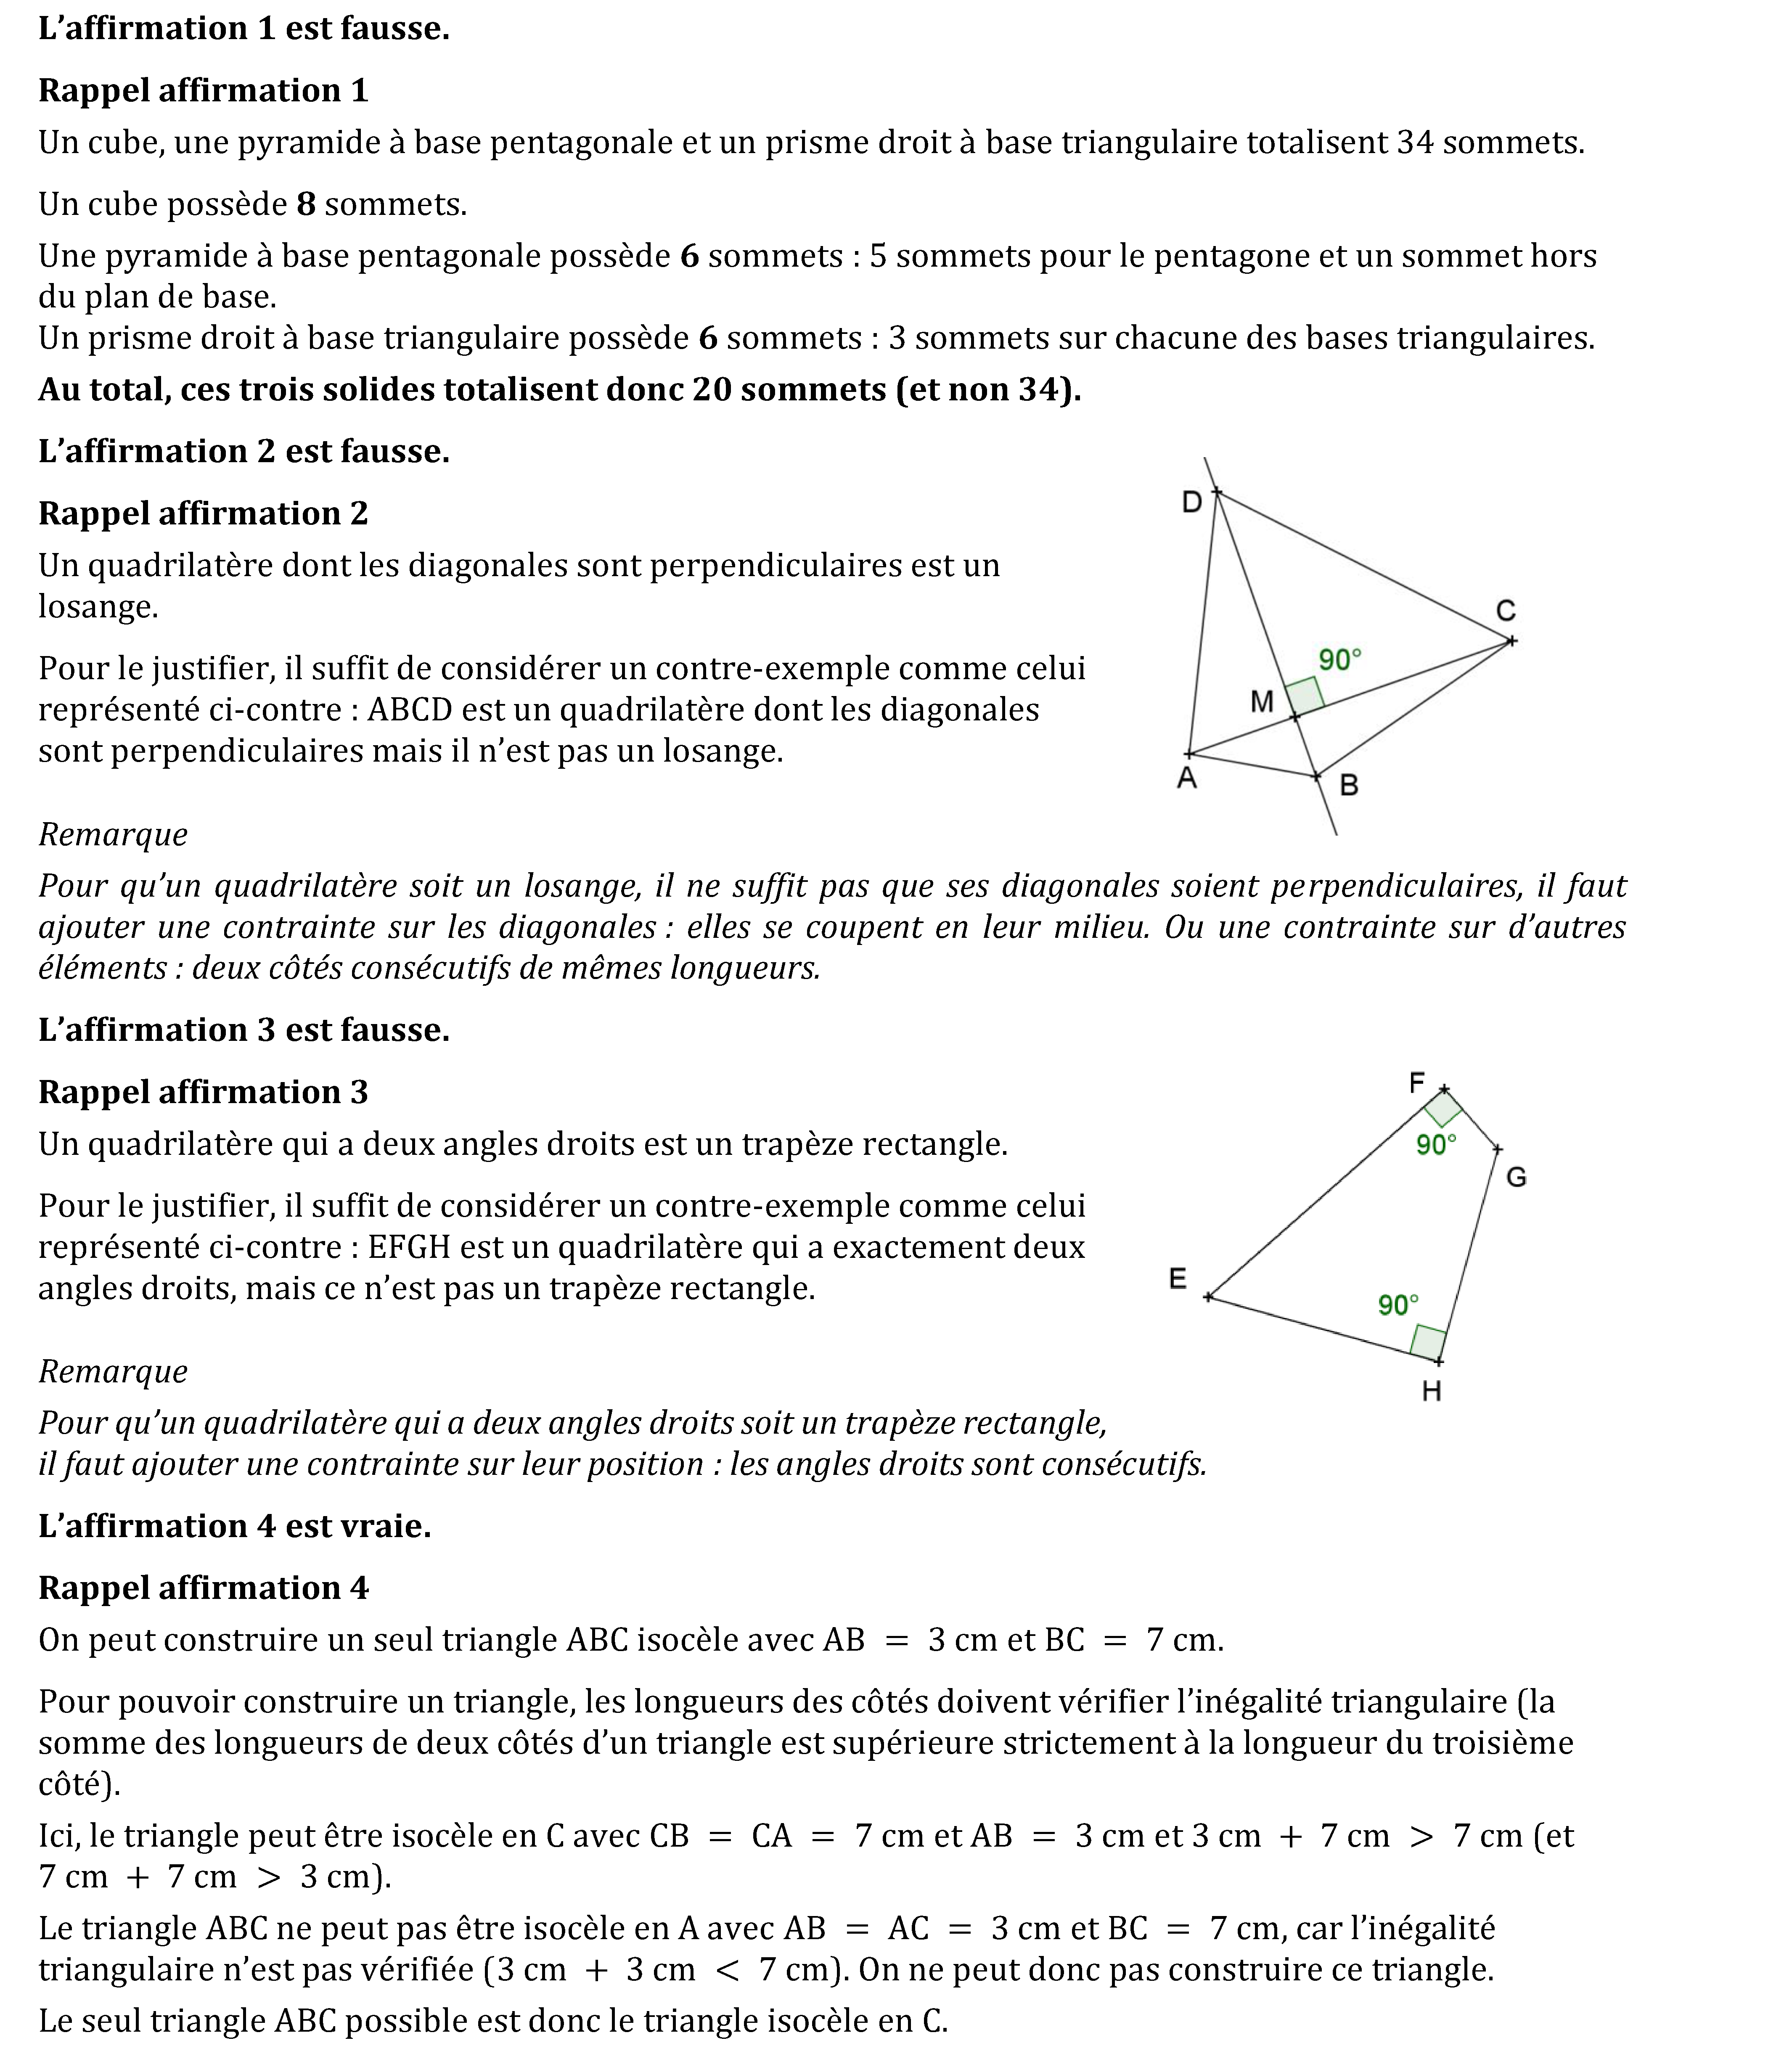 L’affirmation 1 est fausse.
Rappel affirmation 1
Un cube, une pyramide à base pentagonale et un prisme droit à base triangulaire totalisent 34 sommets.
Un cube possède 8 sommets.
Une pyramide à base pentagonale possède 6 sommets : 5 sommets pour le pentagone et un sommet hors
du plan de base.
Un prisme droit à base triangulaire possède 6 sommets : 3 sommets sur chacune des bases triangulaires.
Au total, ces trois solides totalisent donc 20 sommets (et non 34).
L’affirmation 2 est fausse.
Rappel affirmation 2
Un quadrilatère dont les diagonales sont perpendiculaires est un
losange.
Pour le justifier, il suffit de considérer un contre-exemple comme celui
représenté ci-contre : ABCD est un quadrilatère dont les diagonales
sont perpendiculaires mais il n’est pas un losange.
D
C
90°
M
A
B
Remarque
Pour qu’un quadrilatère soit un losange, il ne suffit pas que ses diagonales soient perpendiculaires, il faut
ajouter une contrainte sur les diagonales : elles se coupent en leur milieu. Ou une contrainte sur d’autres
éléments : deux côtés consécutifs de mêmes longueurs.
L’affirmation 3 est fausse.
Rappel affirmation 3
Un quadrilatère qui a deux angles droits est un trapèze rectangle.
Pour le justifier, il suffit de considérer un contre-exemple comme celui
représenté ci-contre : EFGH est un quadrilatère qui a exactement deux
angles droits, mais ce n’est pas un trapèze rectangle.
F
90°
G
E
90°
H
Remarque
Pour qu’un quadrilatère qui a deux angles droits soit un trapèze rectangle,
il faut ajouter une contrainte sur leur position : les angles droits sont consécutifs.
L’affirmation 4 est vraie.
Rappel affirmation 4
On peut construire un seul triangle ABC isocèle avec AB = 3 cm et BC = 7 cm.
Pour pouvoir construire un triangle, les longueurs des côtés doivent vérifier l’inégalité triangulaire (la
somme des longueurs de deux côtés d’un triangle est supérieure strictement à la longueur du troisième
côté).
Ici, le triangle peut être isocèle en C avec CB = CA = 7 cm et AB = 3 cm et 3 cm + 7 cm > 7 cm (et
7 cm + 7 cm > 3 cm).
Le triangle ABC ne peut pas être isocèle en A avec AB = AC = 3 cm et BC = 7 cm, car l’inégalité
triangulaire n’est pas vérifiée (3 cm + 3 cm < 7 cm). On ne peut donc pas construire ce triangle.
Le seul triangle ABC possible est donc le triangle isocèle en C.